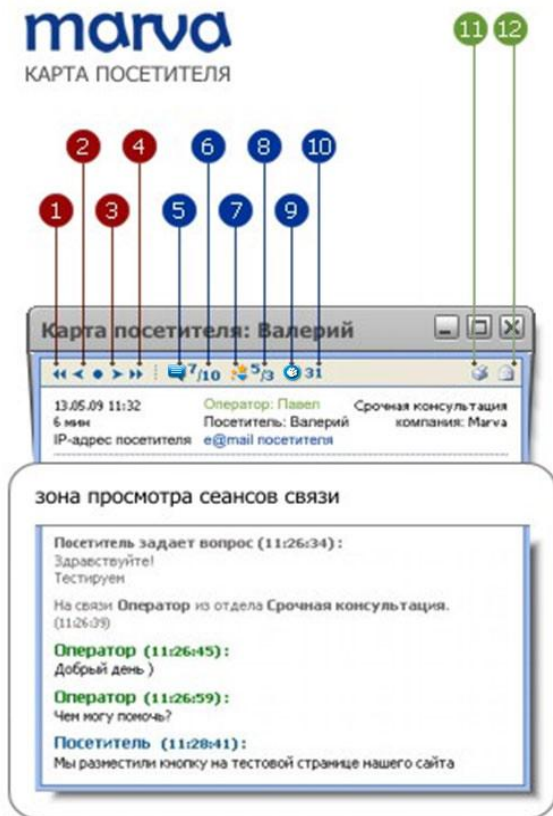 marva
КАРТА ПОСЕТИТЕЛЯ
11 12
2 4 6 8 10
1 3 5 7 9
Карта посетителя: Валерий
7/10 5/3 31
13.05.09 11:32 Оператор: Павел Срочная консультация
6 мин Посетитель: Валерий компания: Marva
IP-адрес посетителя e@mail посетителя
зона просмотра сеансов связи
Посетитель задает вопрос (11:26:34) :
Здравствуйте!
Тестируем
На связи Оператор из отдела Срочная консультация.
(11:26:39)
Оператор (11:26:45) :
Добрый день )
Оператор (11:26:59) :
Чем могу помочь?
Посетитель (11:28:41) :
Мы разместили кнопку на тестовой странице нашего сайта